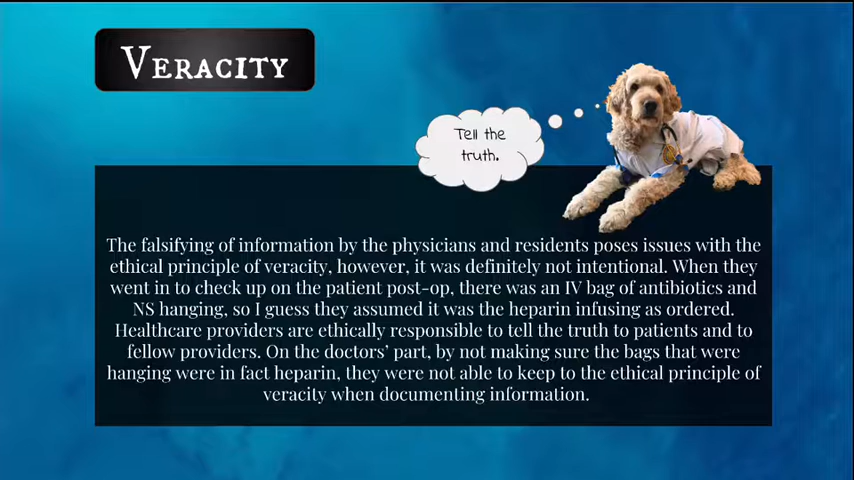 VERACITY
Tell the
truth.
The falsifying of information by the physicians and residents poses issues with the
ethical principle of veracity, however, it was definitely not intentional. When they
went in to check up on the patient post-op, there was an IV bag of antibiotics and
NS hanging, so I guess they assumed it was the heparin infusing as ordered.
Healthcare providers are ethically responsible to tell the truth to patients and to
fellow providers. On the doctors' part, by not making sure the bags that were
hanging were in fact heparin, they were not able to keep to the ethical principle of
veracity when documenting information.